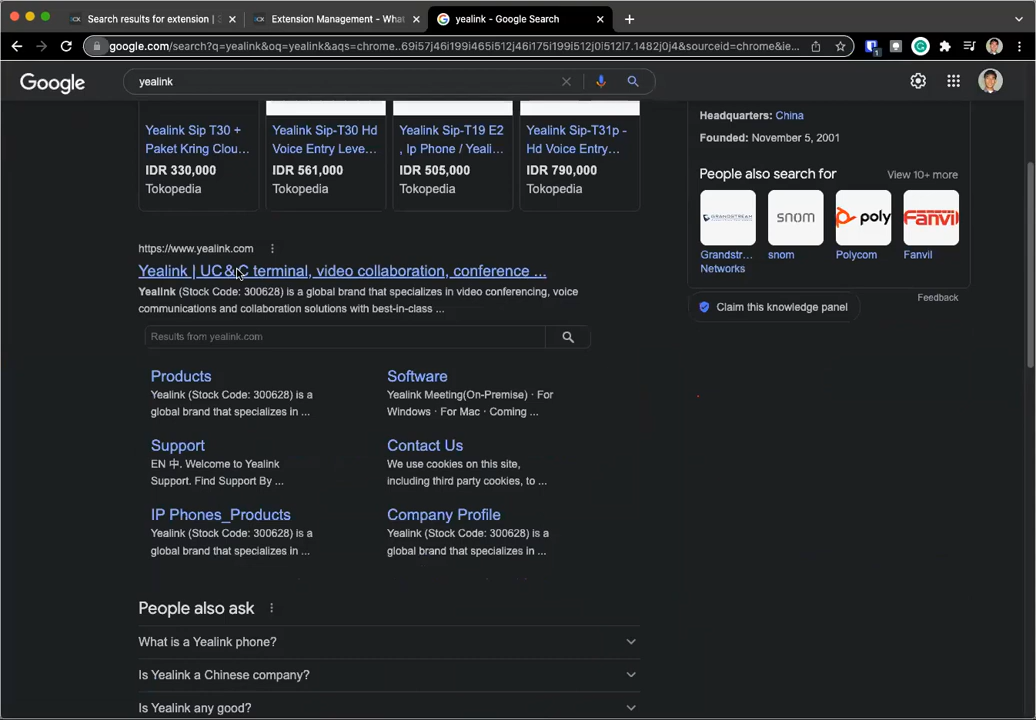 Search results for extension | S
Extension Management - What
yealink - Google Search
google.com/search?q=yealink&oq=yealink&aqs=chrome..69i57j46i199i465i512j46i175i199i512j0i512l7.1482j0j4&sourceid=chrome&ie...
Google
yealink
Yealink Sip T30 +
Paket Kring Clou...
IDR 330,000
Tokopedia
Yealink Sip-T30 Hd
Voice Entry Leve...
IDR 561,000
Tokopedia
Yealink Sip-T19 E2
, Ip Phone / Yeali...
IDR 505,000
Tokopedia
Yealink Sip-T31p -
Hd Voice Entry...
IDR 790,000
Tokopedia
https://www.yealink.com
Yealink | UC&C terminal, video collaboration, conference ...
Yealink (Stock Code: 300628) is a global brand that specializes in video conferencing, voice
communications and collaboration solutions with best-in-class ...
Results from yealink.com
Products
Yealink (Stock Code: 300628) is a
global brand that specializes in ...
Software
Yealink Meeting(On-Premise) · For
Windows · For Mac · Coming ...
Support
EN 中. Welcome to Yealink
Support. Find Support By ...
Contact Us
We use cookies on this site,
including third party cookies, to ...
IP Phones_Products
Yealink (Stock Code: 300628) is a
global brand that specializes in ...
Company Profile
Yealink (Stock Code: 300628) is a
global brand that specializes in ...
People also ask
What is a Yealink phone?
Is Yealink a Chinese company?
Is Yealink any good?
Headquarters: China
Founded: November 5, 2001
People also search for
View 10+ more
GRANDSTREAM
snom
poly
Fanvil
Grandstr...
Networks
snom
Polycom
Fanvil
Feedback
Claim this knowledge panel